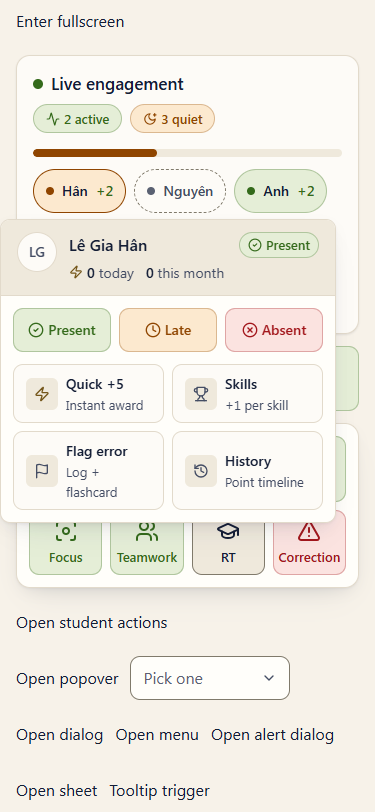 Enter fullscreen
Live engagement
2 active
3 quiet
Hân +2
Nguyên
Anh +2
LG
Lê Gia Hân
Present
0 today 0 this month
Present
Late
Absent
Quick +5
Instant award
Skills
+1 per skill
Flag error
Log +
flashcard
History
Point timeline
Focus
Teamwork
RT
Correction
Open student actions
Open popover
Pick one
Open dialog
Open menu
Open alert dialog
Open sheet
Tooltip trigger